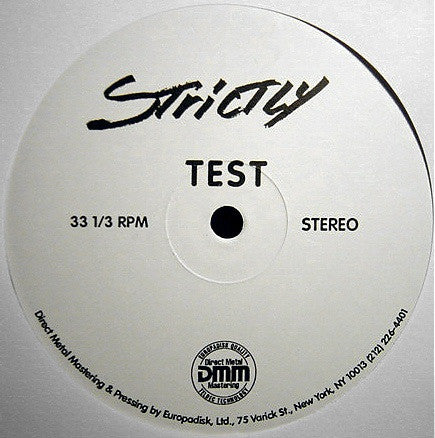 STRICTLY
TEST
33 1/3 RPM
STEREO
EUROPADISK QUALITY
Direct Metal
DMM
Mastering
TELDEC TECHNOLOGY
Direct Metal Mastering & Pressing by Europadisk, Ltd., 75 Varick St., New York, NY 10013 (212) 226-4401